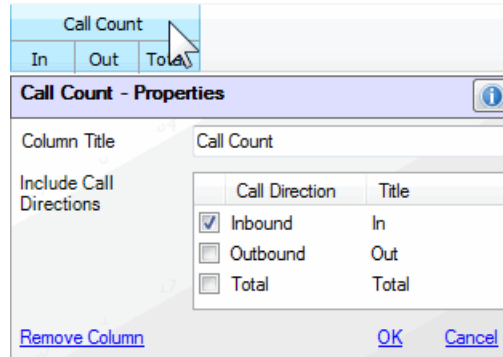 Call Count
In Out Total
Call Count - Properties
Column Title Call Count
Include Call Directions
Call Direction Title
Inbound In
Outbound Out
Total Total
Remove Column OK Cancel